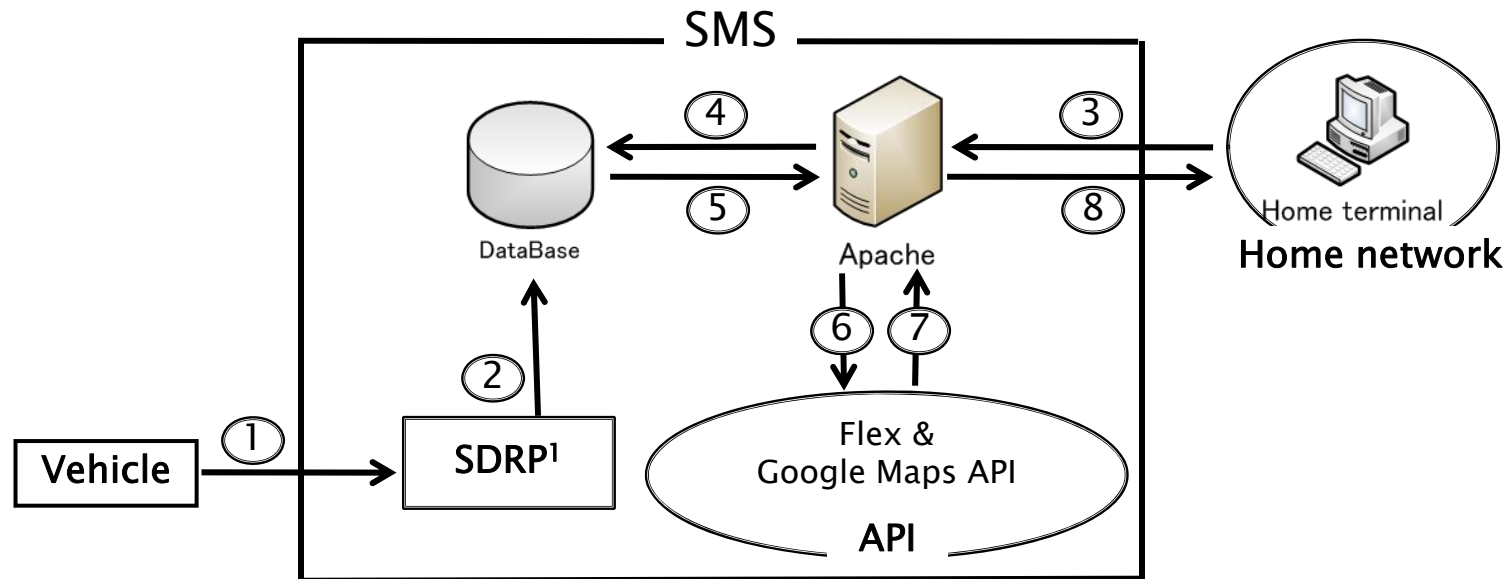 SMS
4
3
5
8
DataBase
Apache
Home terminal
Home network
6
7
2
1
Vehicle
SDRP¹
Flex &
Google Maps API
API